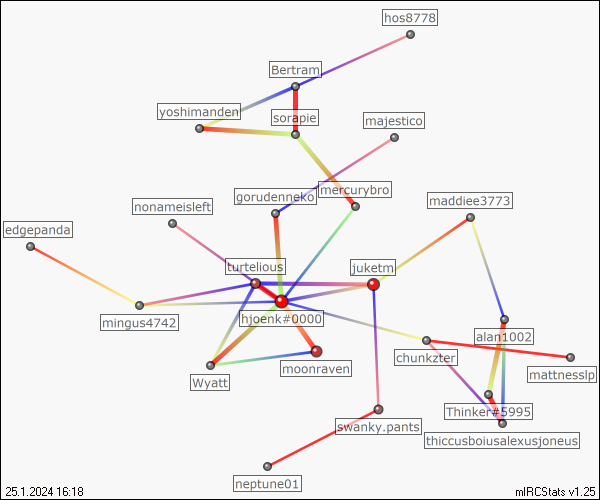 hos8778
Bertram
yoshimanden
sorapie
majestico
mercurybro
gorudenneko
maddiee3773
nonameisleft
edgepanda
turtelious
juketm
mingus4742
hjoenk#0000
alan1002
chunkzter
moonraven
mattnesslp
Wyatt
Thinker#5995
swanky.pants
thiccusboiusalexusjoneus
neptune01
25.1.2024 16:18
mIRCStats v1.25